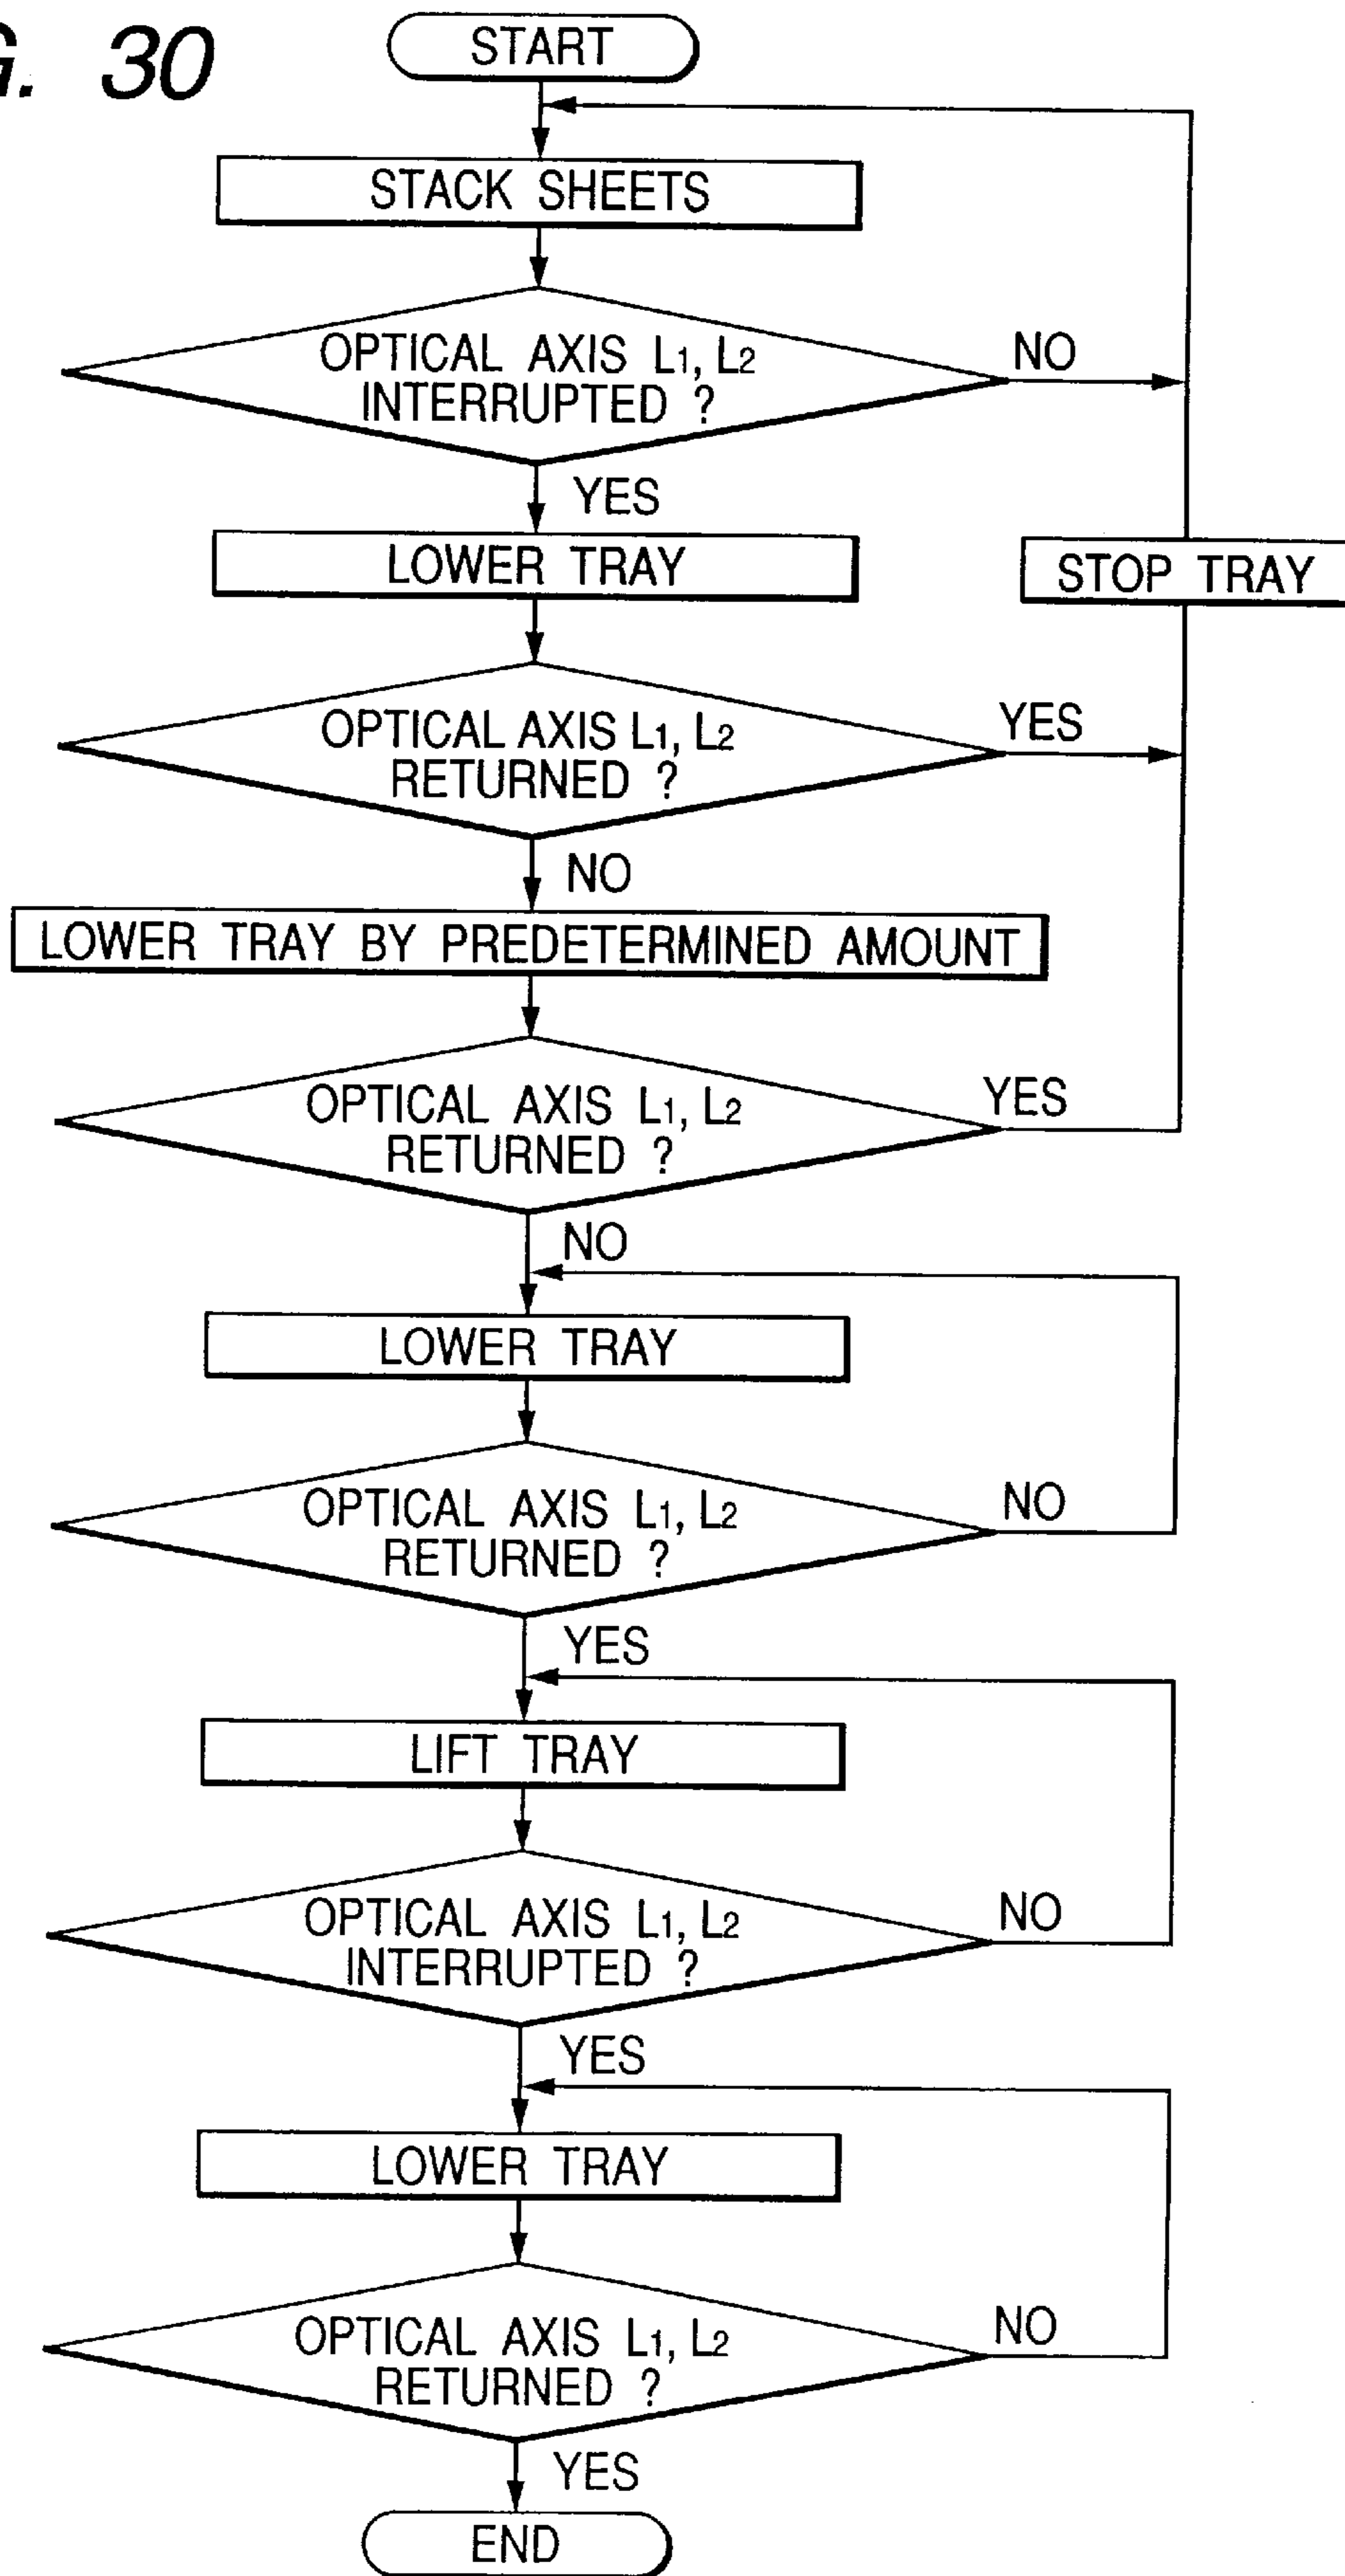 G. 30
START
STACK SHEETS
OPTICAL AXIS L1, L2
INTERRUPTED ?
NO
YES
LOWER TRAY
STOP TRAY
OPTICAL AXIS L1, L2
RETURNED ?
YES
NO
LOWER TRAY BY PREDETERMINED AMOUNT
OPTICAL AXIS L1, L2
RETURNED ?
YES
NO
LOWER TRAY
OPTICAL AXIS L1, L2
RETURNED ?
NO
YES
LIFT TRAY
OPTICAL AXIS L1, L2
INTERRUPTED ?
NO
YES
LOWER TRAY
OPTICAL AXIS L1, L2
RETURNED ?
NO
YES
END